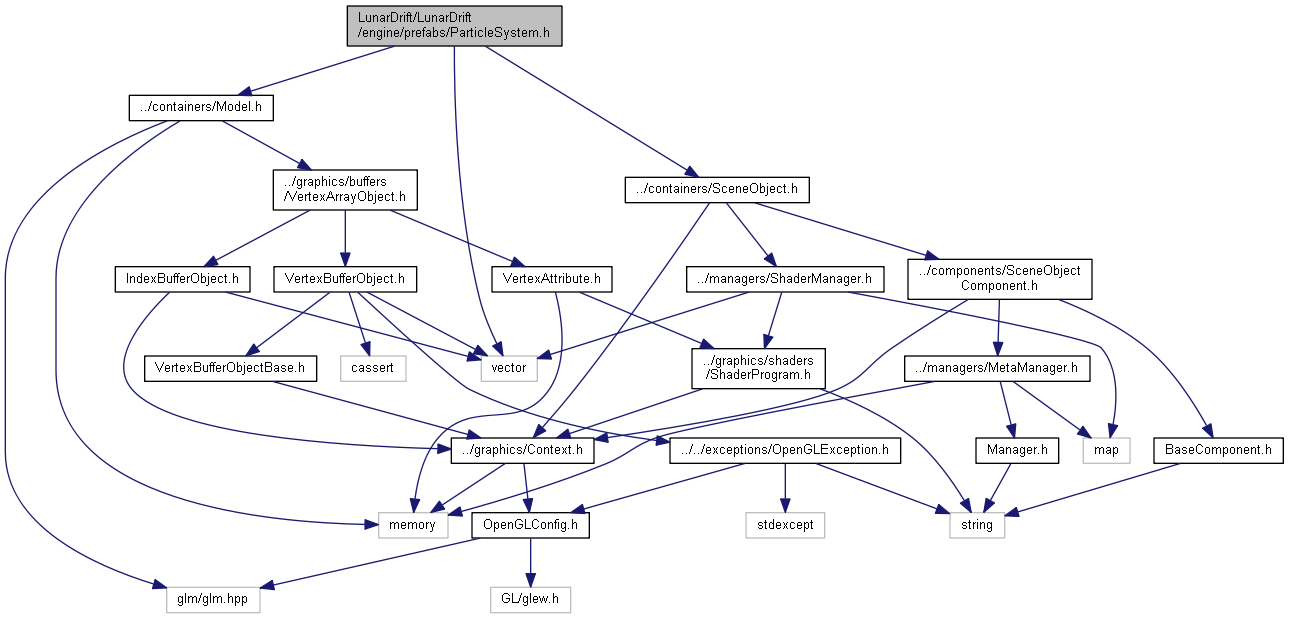 LunarDrift/LunarDrift
/engine/prefabs/ParticleSystem.h
../containers/Model.h
../graphics/buffers
/VertexArrayObject.h
../containers/SceneObject.h
IndexBufferObject.h
VertexBufferObject.h
VertexAttribute.h
../managers/ShaderManager.h
../components/SceneObject
Component.h
VertexBufferObjectBase.h
cassert
vector
../graphics/shaders
/ShaderProgram.h
../managers/MetaManager.h
../graphics/Context.h
../../exceptions/OpenGLException.h
Manager.h
map
BaseComponent.h
memory
OpenGLConfig.h
stdexcept
string
glm/glm.hpp
GL/glew.h